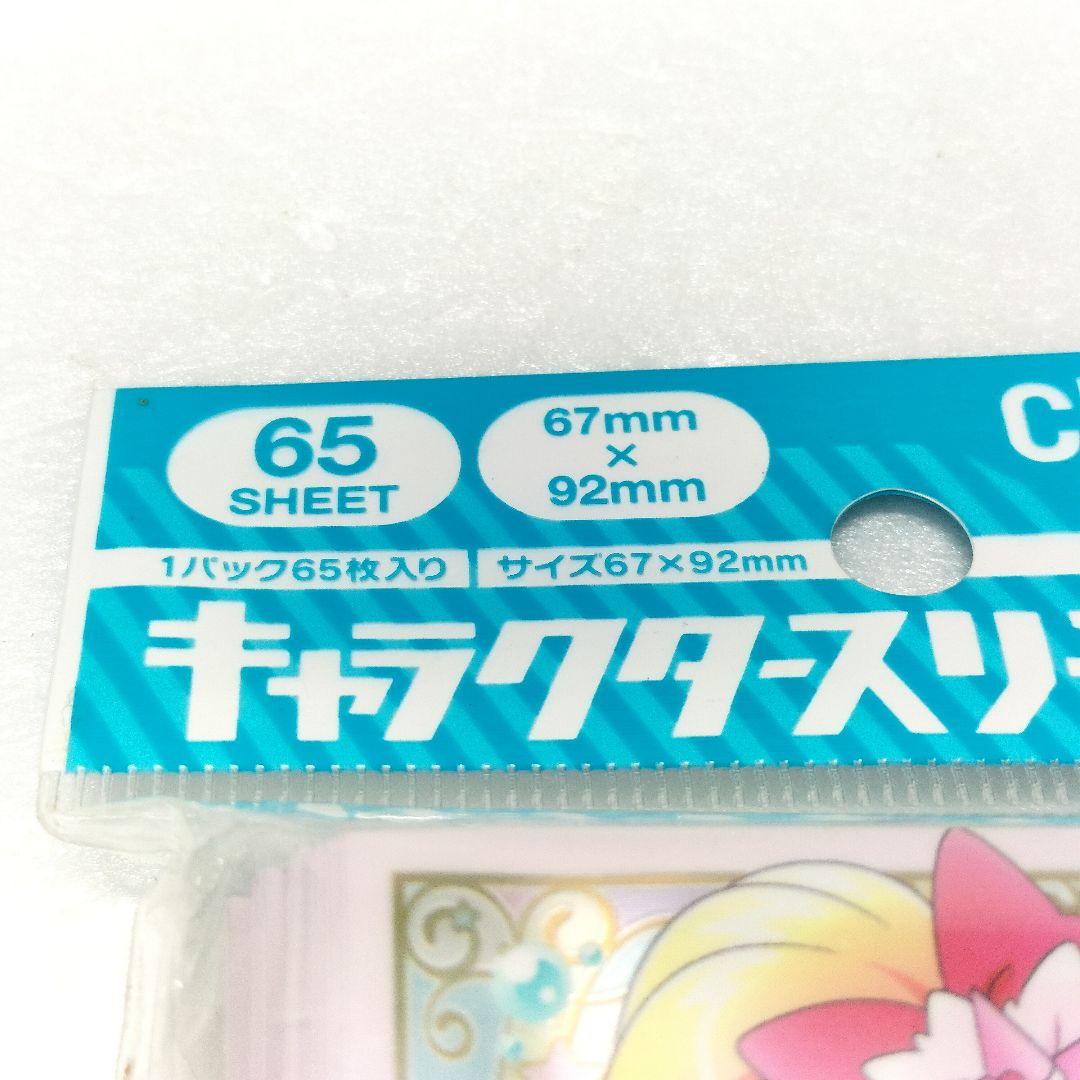 65
SHEET
67mm
×
92mm
1パック65枚入り
サイズ67×92mm
キャラクタースリ